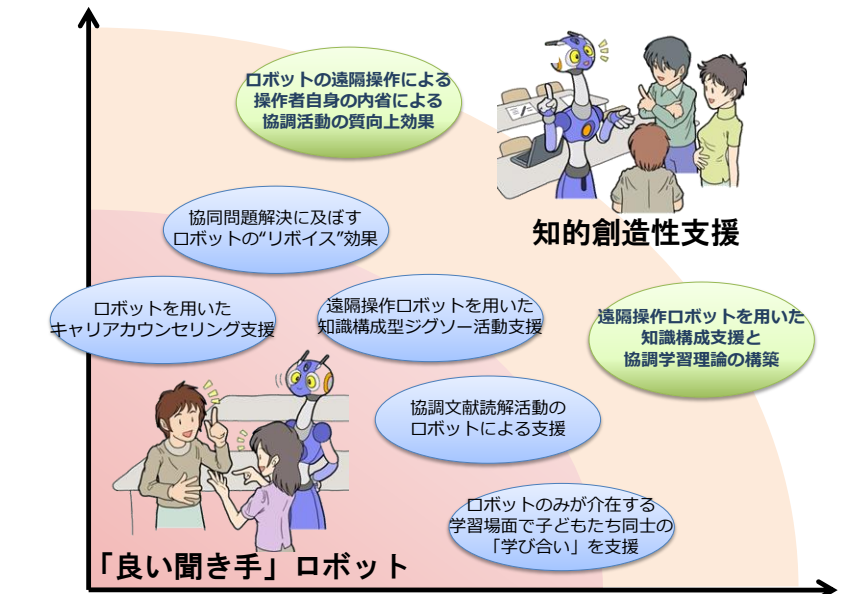 ロボットの遠隔操作による
操作者自身の内省による
協調活動の質向上効果
協同問題解決に及ぼす
ロボットの“リボイス”効果
知的創造性支援
ロボットを用いた
キャリアカウンセリング支援
遠隔操作ロボットを用いた
知識構成型ジグソー活動支援
遠隔操作ロボットを用いた
知識構成支援と
協調学習理論の構築
協調文献読解活動の
ロボットによる支援
ロボットのみが介在する
学習場面で子どもたち同士の
「学び合い」を支援
「良い聞き手」ロボット